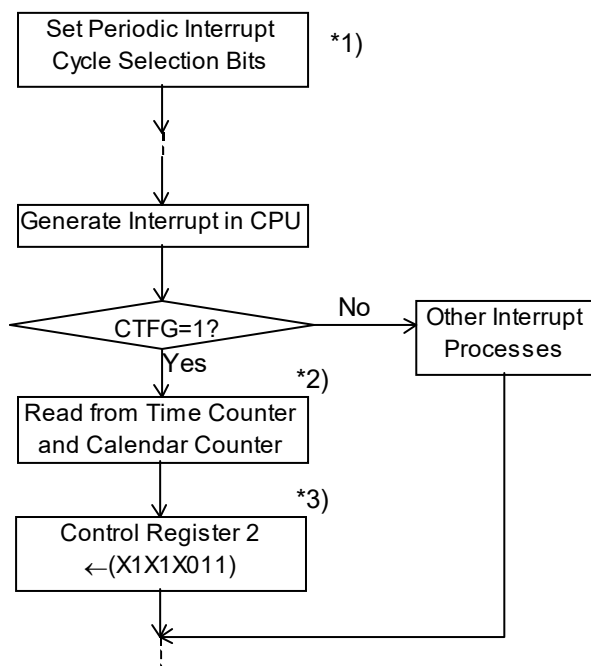 Set Periodic Interrupt
Cycle Selection Bits
*1)
Generate Interrupt in CPU
CTFG=1?
No
Other Interrupt
Processes
Yes
*2)
Read from Time Counter
and Calendar Counter
*3)
Control Register 2
←(X1X1X011)